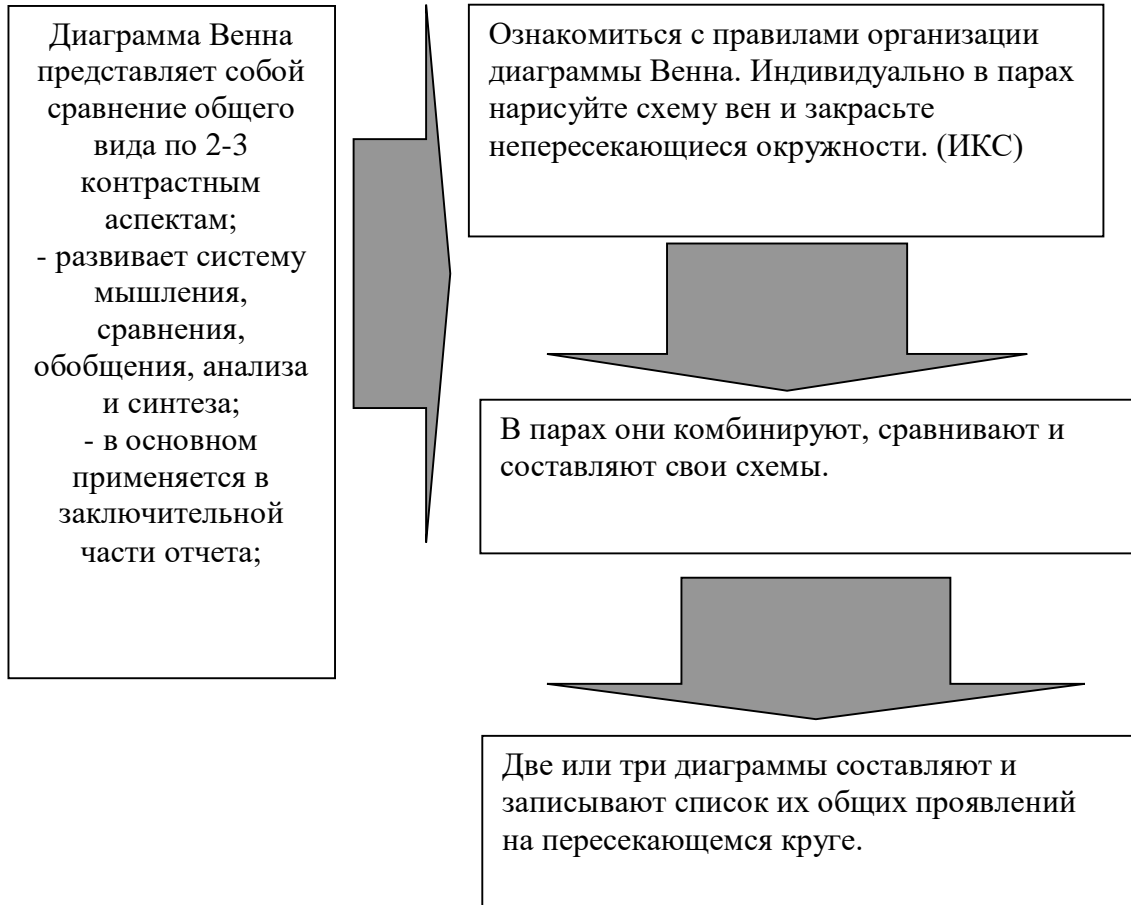 Диаграмма Венна
представляет собой
сравнение общего
вида по 2-3
контрастным
аспектам;
- развивает систему
мышления,
сравнения,
обобщения, анализа
и синтеза;
- в основном
применяется в
заключительной
части отчета;
Ознакомиться с правилами организации
диаграммы Венна. Индивидуально в парах
нарисуйте схему вен и закрасьте
непересекающиеся окружности. (ИКС)
В парах они комбинируют, сравнивают и
составляют свои схемы.
Две или три диаграммы составляют и
записывают список их общих проявлений
на пересекающемся круге.